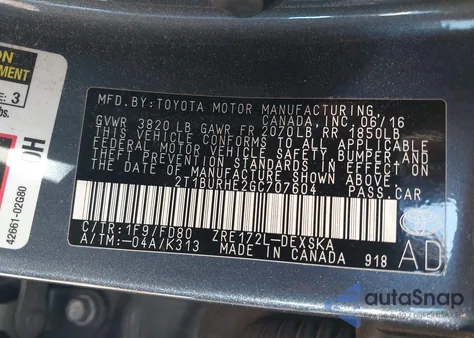 MENT
E: 3
42661-02G80
MFD. BY: TOYOTA MOTOR MANUFACTURING,
CANADA, INC. 06/16
GVWR 3820 LB GAWR FR 2070LB RR 1850LB
THIS VEHICLE CONFORMS TO ALL APPLICABLE
FEDERAL MOTOR VEHICLE SAFETY, BUMPER, AND
THEFT PREVENTION STANDARDS IN EFFECT ON
THE DATE OF MANUFACTURE SHOWN ABOVE.
2T1BURHE2GC707604 PASS.CAR
C/TR: 1F9/FD80 ZRE172L-DEXSKA
A/TM: -04A/K313 MADE IN CANADA 918
AD
autoSnap